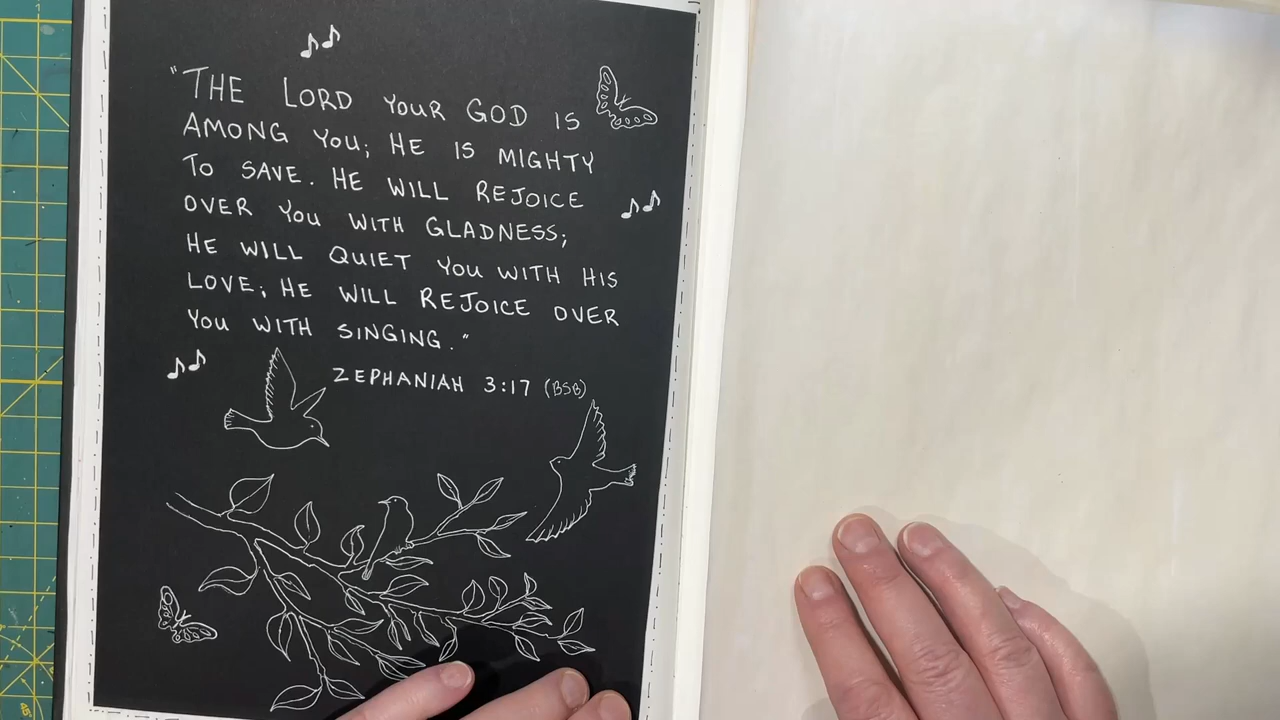 "THE LORD YOUR GOD IS
AMONG YOU; HE IS MIGHTY
TO SAVE. HE WILL REJOICE
OVER YOU WITH GLADNESS;
HE WILL QUIET YOU WITH HIS
LOVE; HE WILL REJOICE OVER
YOU WITH SINGING."
ZEPHANIAH 3:17 (BSB)
45